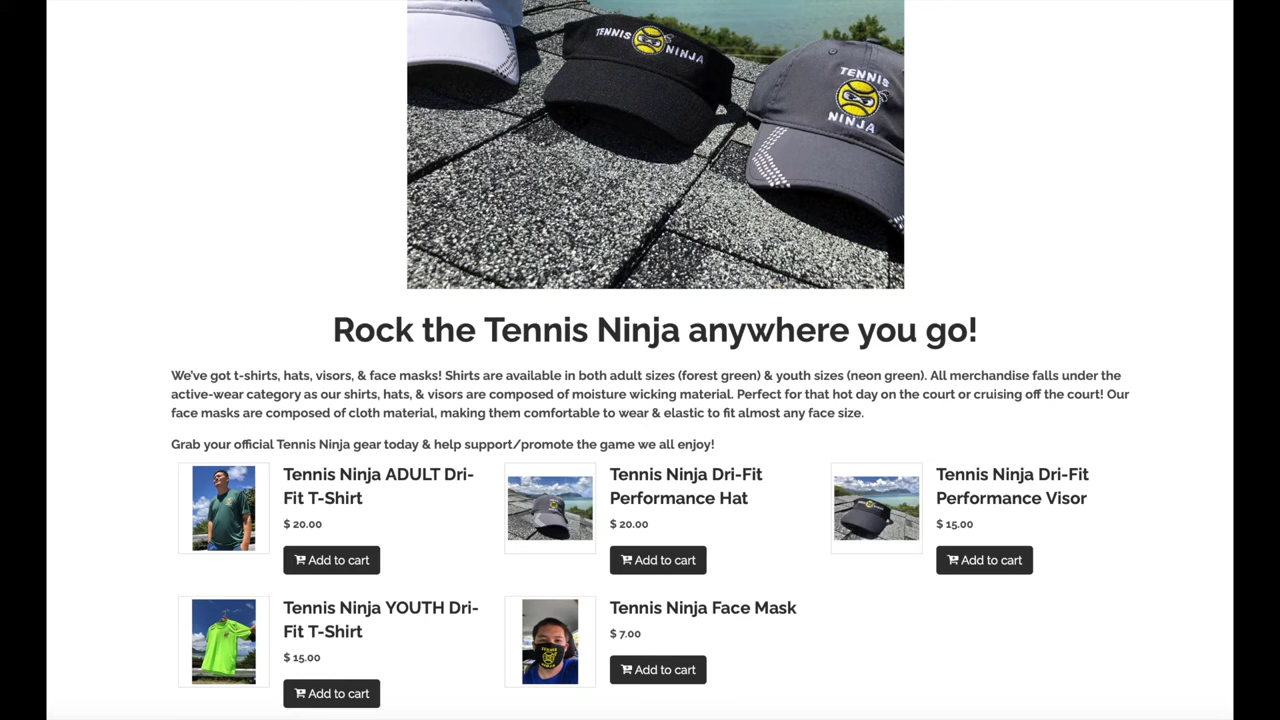 TENNIS NINJA
TENNIS
NINJA
Rock the Tennis Ninja anywhere you go!
We've got t-shirts, hats, visors, & face masks! Shirts are available in both adult sizes (forest green) & youth sizes (neon green). All merchandise falls under the
active-wear category as our shirts, hats, & visors are composed of moisture wicking material. Perfect for that hot day on the court or cruising off the court! Our
face masks are composed of cloth material, making them comfortable to wear & elastic to fit almost any face size.
Grab your official Tennis Ninja gear today & help support/promote the game we all enjoy!
Tennis Ninja ADULT Dri-
Fit T-Shirt
$ 20.00
Add to cart
Tennis Ninja Dri-Fit
Performance Hat
$ 20.00
Add to cart
Tennis Ninja Dri-Fit
Performance Visor
$ 15.00
Add to cart
Tennis Ninja YOUTH Dri-
Fit T-Shirt
$ 15.00
Add to cart
TENNIS
NINJA
Tennis Ninja Face Mask
$ 7.00
Add to cart